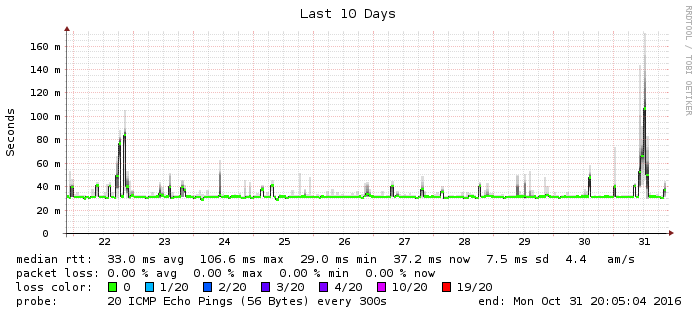 Last 10 Days
RRDTOOL / TOBI OETIKER
Seconds
160 m
140 m
120 m
100 m
80 m
60 m
40 m
20 m
0
22 23 24 25 26 27 28 29 30 31
median rtt: 33.0 ms avg 106.6 ms max 29.0 ms min 37.2 ms now 7.5 ms sd 4.4 am/s
packet loss: 0.00 % avg 0.00 % max 0.00 % min 0.00 % now
loss color: 0 1/20 2/20 3/20 4/20 10/20 19/20
probe: 20 ICMP Echo Pings (56 Bytes) every 300s end: Mon Oct 31 20:05:04 2016